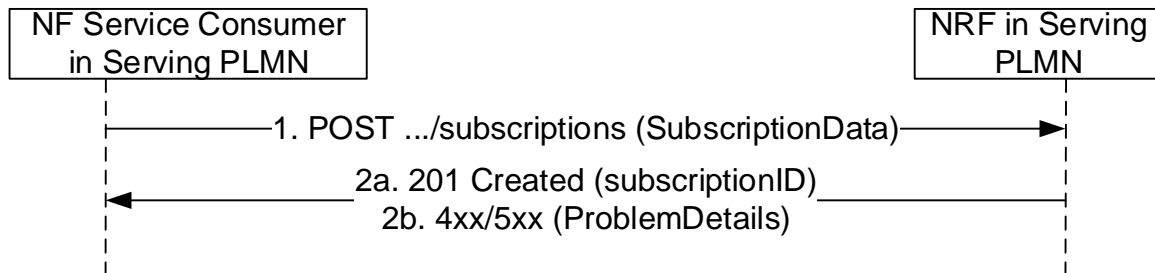 NF Service Consumer
in Serving PLMN
NRF in Serving
PLMN
1. POST .../subscriptions (SubscriptionData)
2a. 201 Created (subscriptionID)
2b. 4xx/5xx (ProblemDetails)